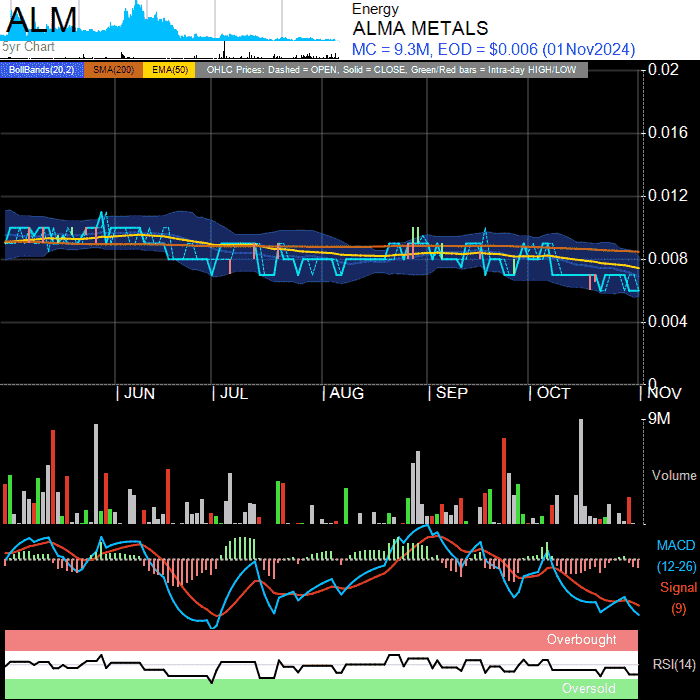 ALM
5yr Chart
Energy
ALMA METALS
MC = 9.3M, EOD = $0.006 (01Nov2024)
BollBands(20,2) SMA(200) EMA(50) OHLC Prices: Dashed = OPEN, Solid = CLOSE, Green/Red bars = Intra-day HIGH/LOW
0.02
0.016
0.012
0.008
0.004
0
JUN JUL AUG SEP OCT NOV
9M
Volume
MACD
(12-26)
Signal
(9)
Overbought
RSI(14)
Oversold